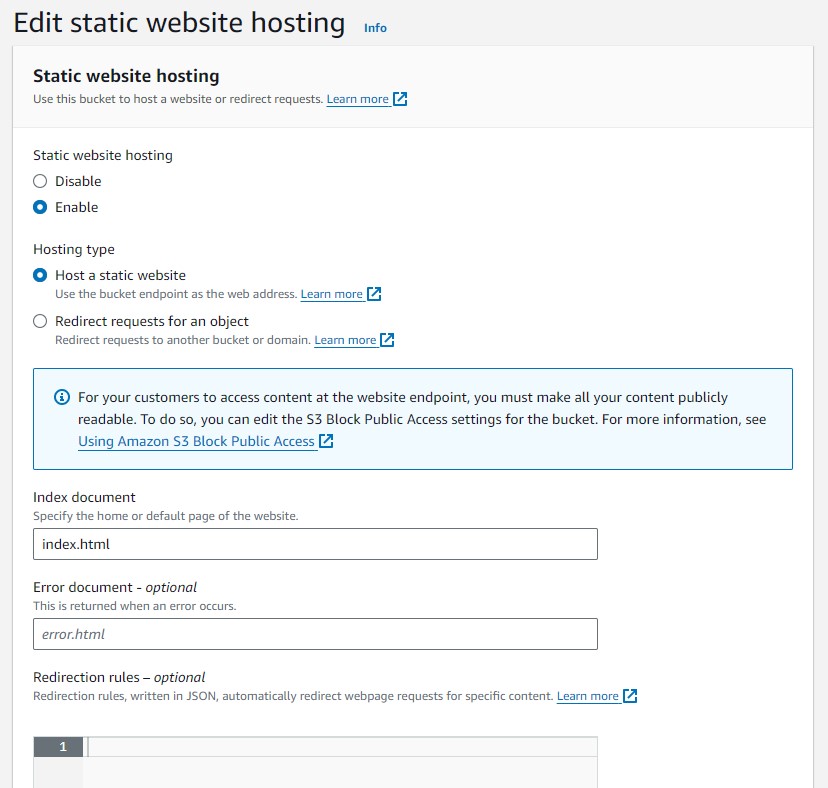 Edit static website hosting Info
Static website hosting
Use this bucket to host a website or redirect requests. Learn more
Static website hosting
Disable
Enable
Hosting type
Host a static website
Use the bucket endpoint as the web address. Learn more
Redirect requests for an object
Redirect requests to another bucket or domain. Learn more
For your customers to access content at the website endpoint, you must make all your content publicly
readable. To do so, you can edit the S3 Block Public Access settings for the bucket. For more information, see
Using Amazon S3 Block Public Access
Index document
Specify the home or default page of the website.
index.html
Error document - optional
This is returned when an error occurs.
error.html
Redirection rules – optional
Redirection rules, written in JSON, automatically redirect webpage requests for specific content. Learn more
1